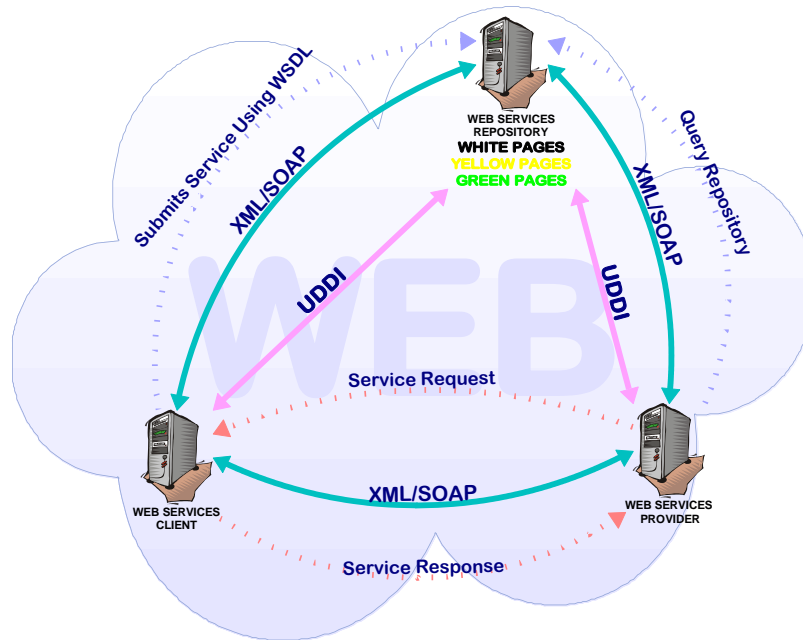 WEB SERVICES
REPOSITORY
WHITE PAGES
YELLOW PAGES
GREEN PAGES
Submits Service Using WSDL
XML/SOAP
Query Repository
XML/SOAP
UDDI
UDDI
WEB
Service Request
XML/SOAP
WEB SERVICES
CLIENT
WEB SERVICES
PROVIDER
Service Response